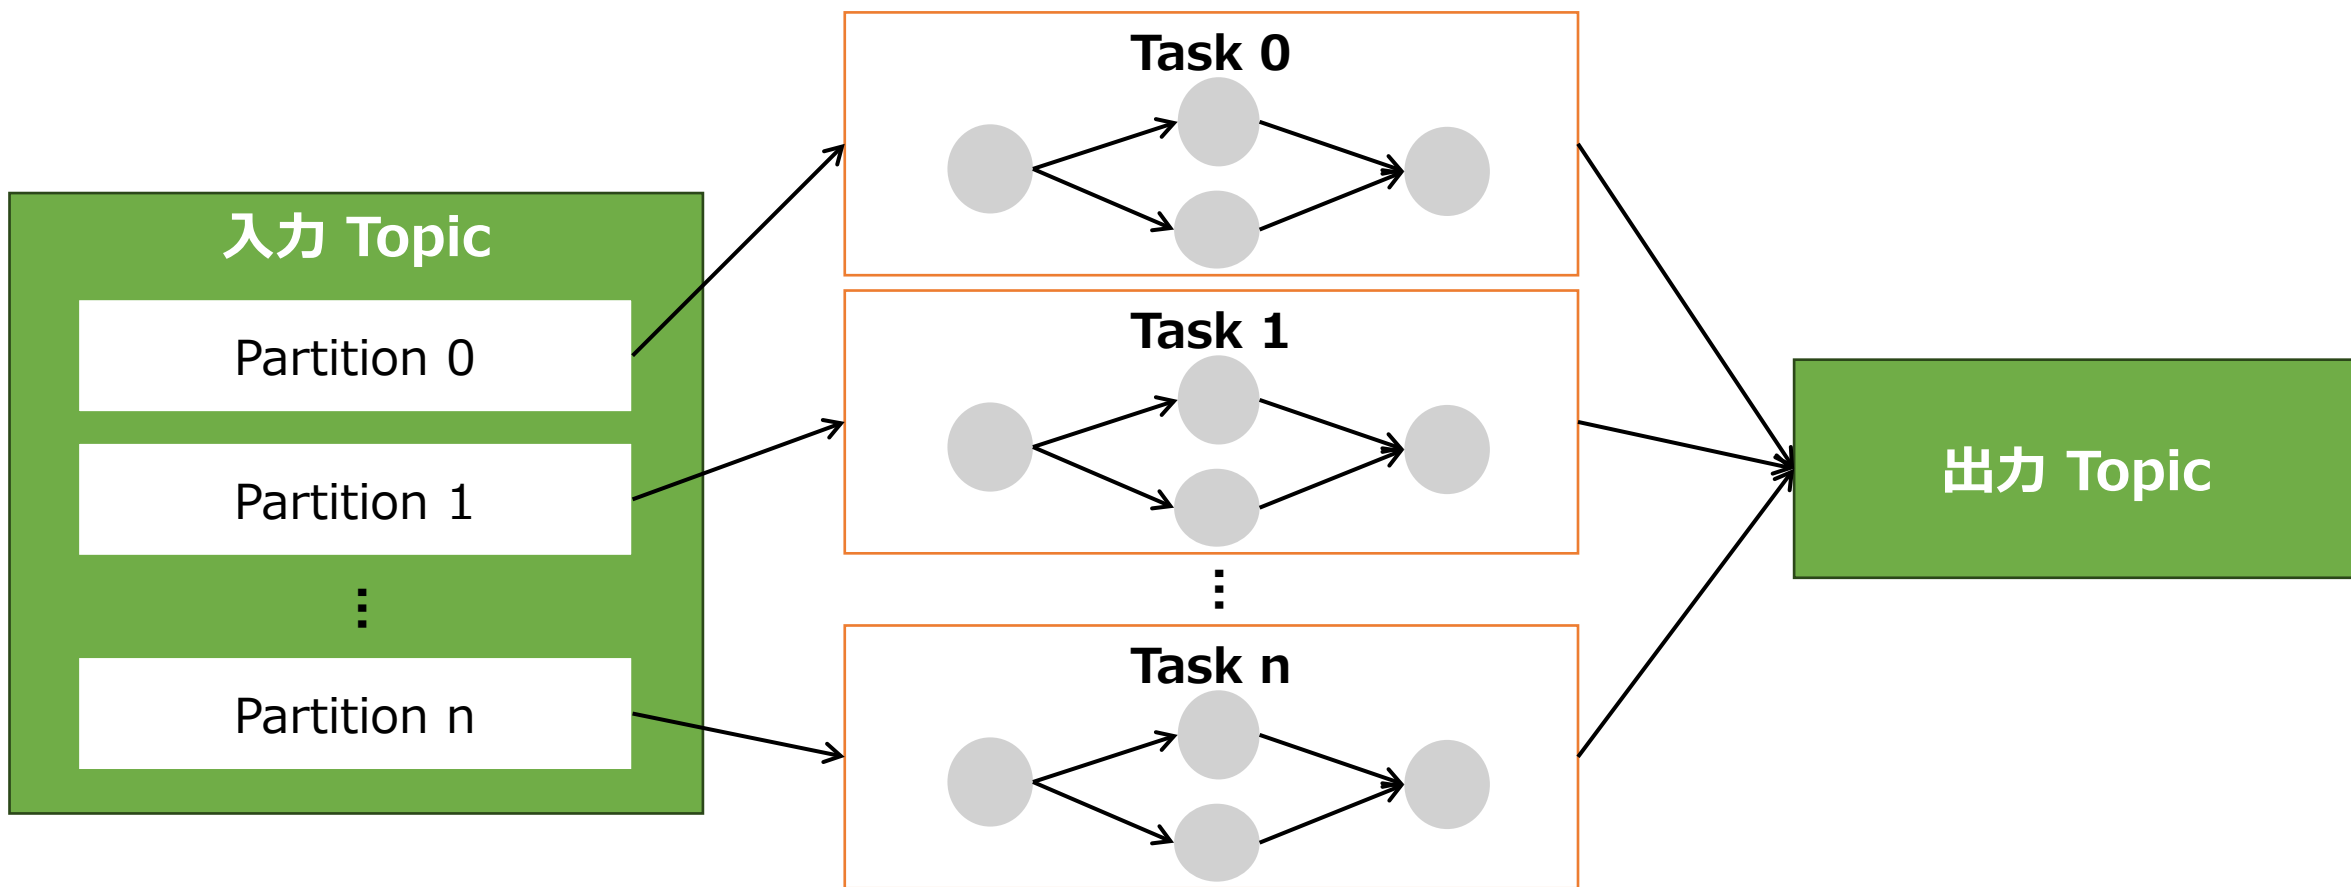 入力 Topic
Partition 0
Partition 1
⋮
Partition n
Task 0
Task 1
⋮
Task n
出力 Topic